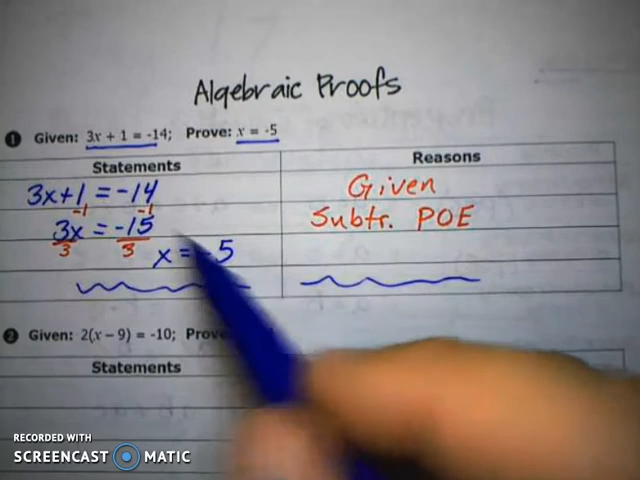 Algebraic Proofs
1 Given: 3x + 1 = -14; Prove: x = -5
Statements Reasons
3x+1 = -14 Given
-1 -1
3x = -15 Subtr. POE
3 3
x = -5
2 Given: 2(x – 9) = -10; Prove
Statements
RECORDED WITH
SCREENCAST MATIC